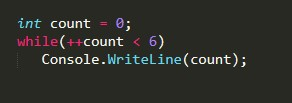 int count = 0;
while(++count < 6)
    Console.WriteLine(count);